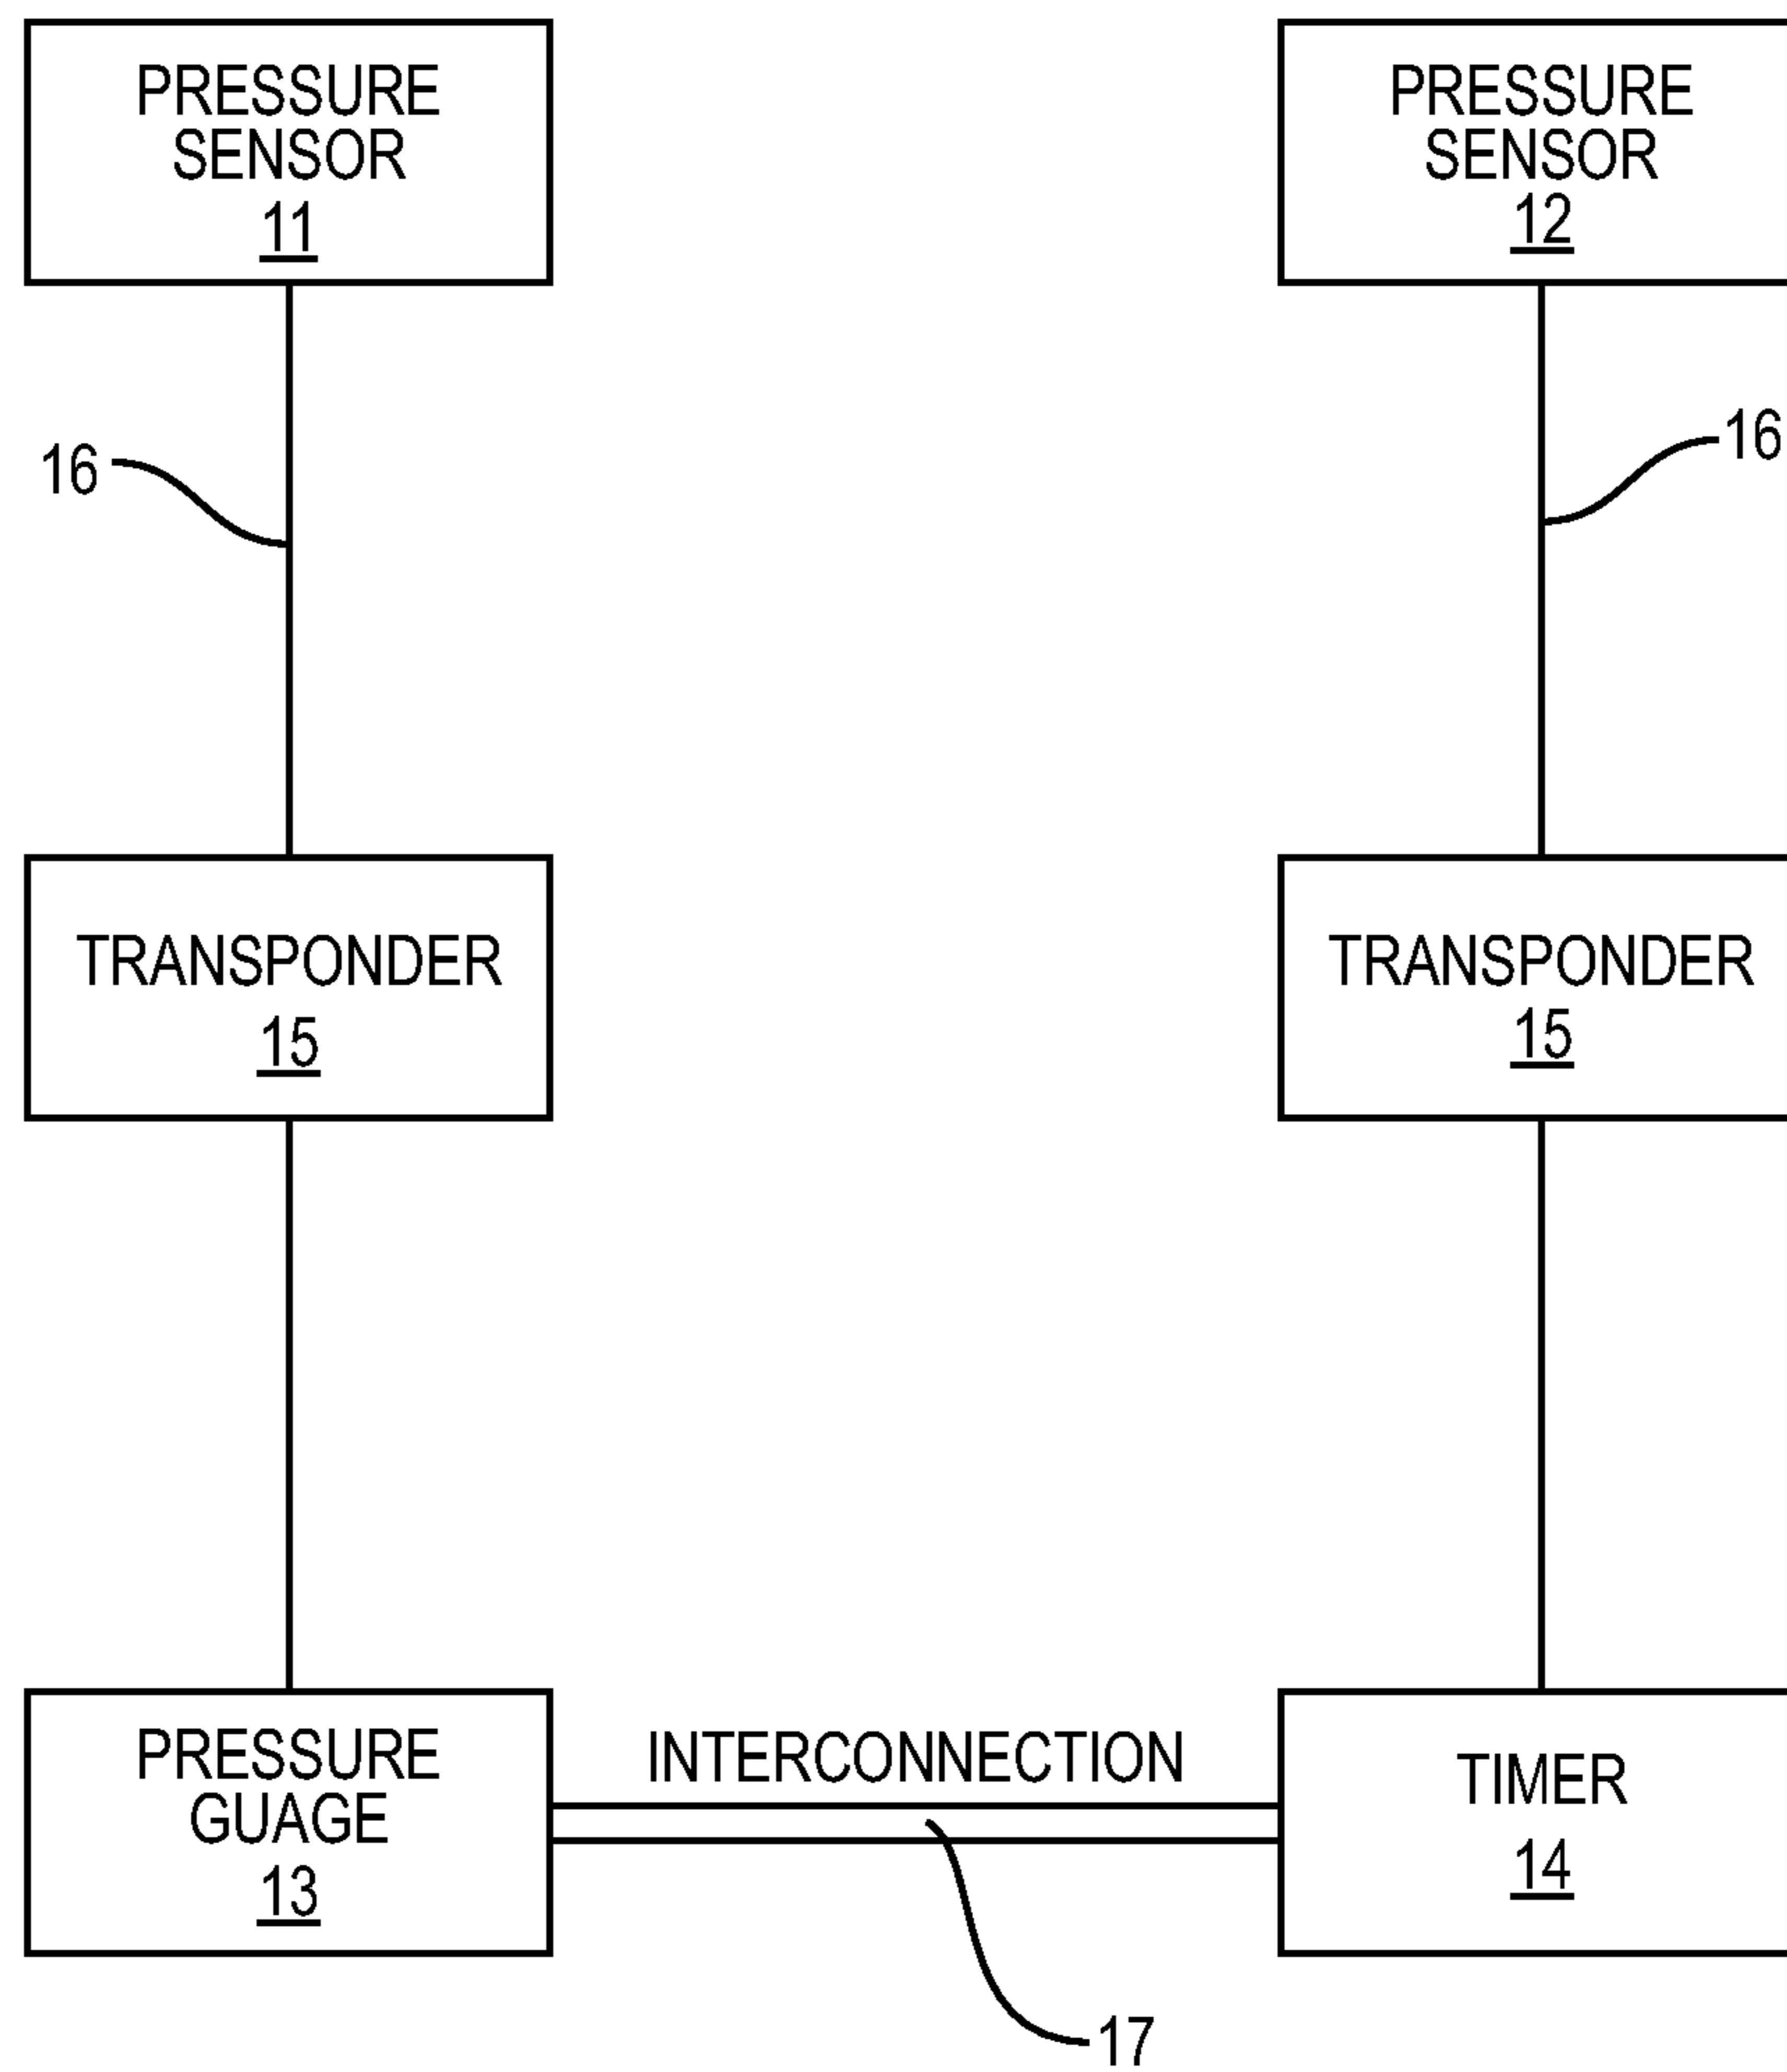 PRESSURE
SENSOR
11
PRESSURE
SENSOR
12
16
16
TRANSPONDER
15
TRANSPONDER
15
PRESSURE
GUAGE
13
INTERCONNECTION
TIMER
14
17